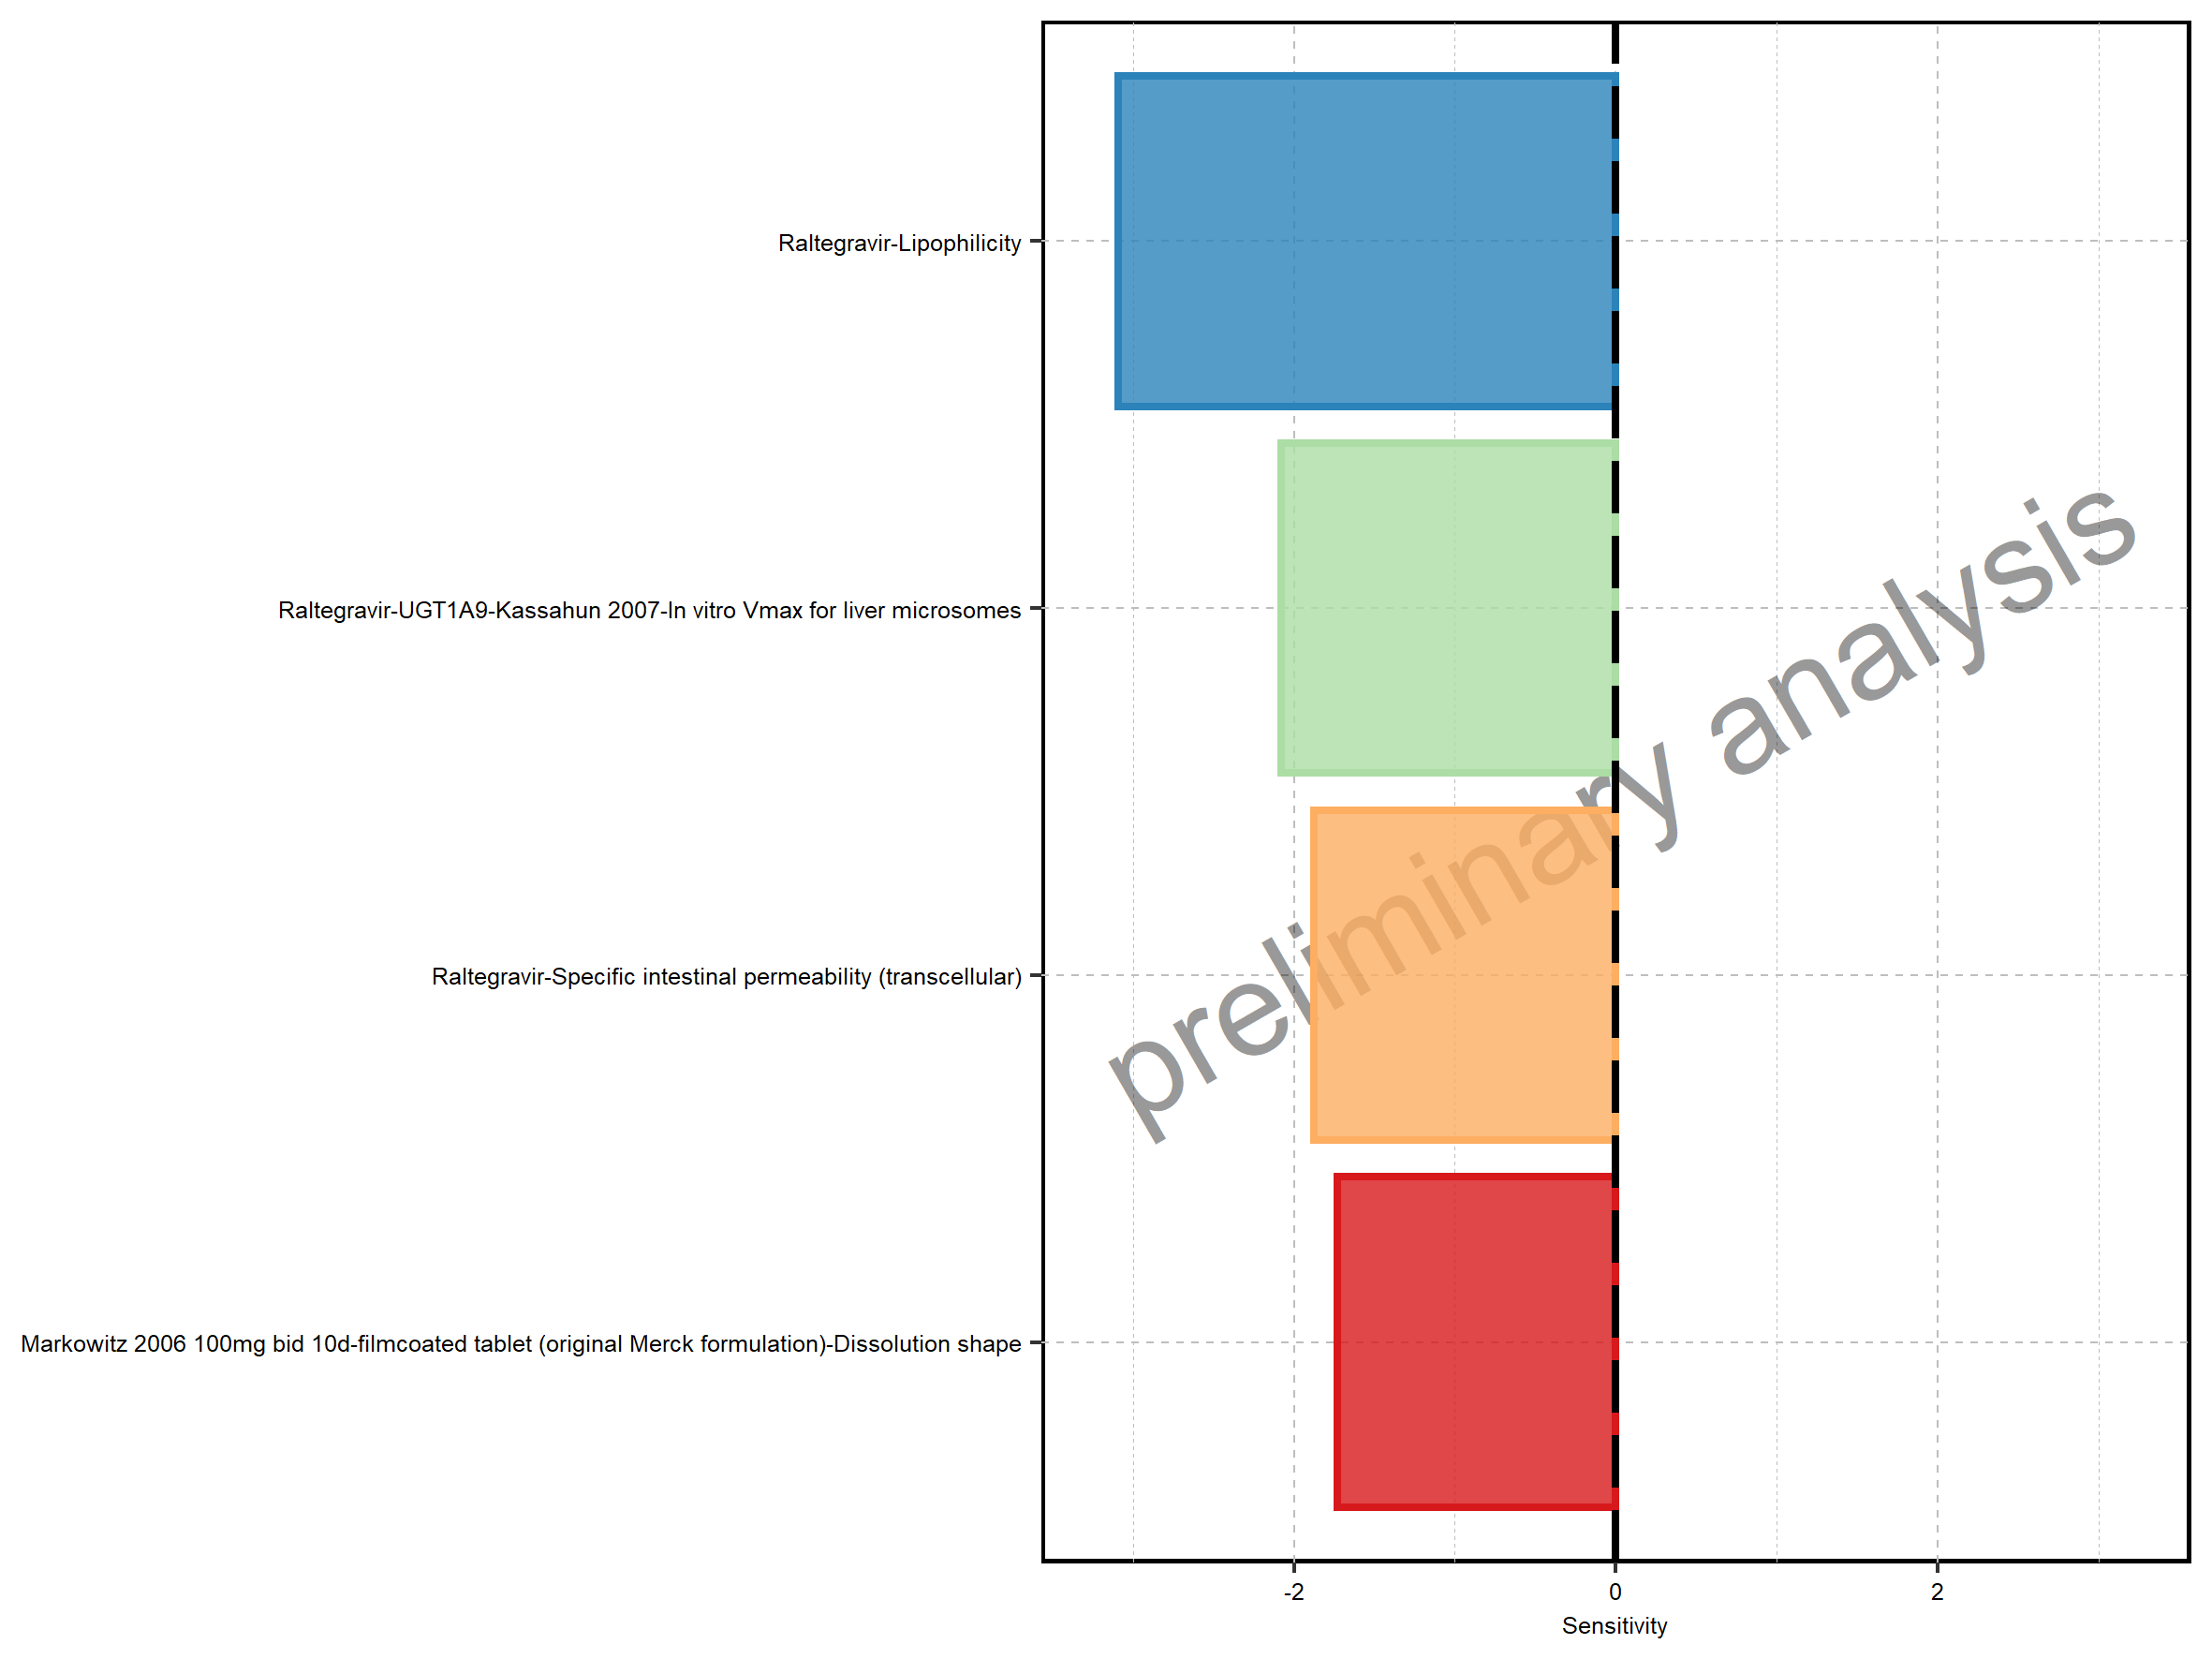 Raltegravir-Lipophilicity
Raltegravir-UGT1A9-Kassahun 2007-In vitro Vmax for liver microsomes
Raltegravir-Specific intestinal permeability (transcellular)
Markowitz 2006 100mg bid 10d-filmcoated tablet (original Merck formulation)-Dissolution shape
preliminary analysis
-2 0 2
Sensitivity